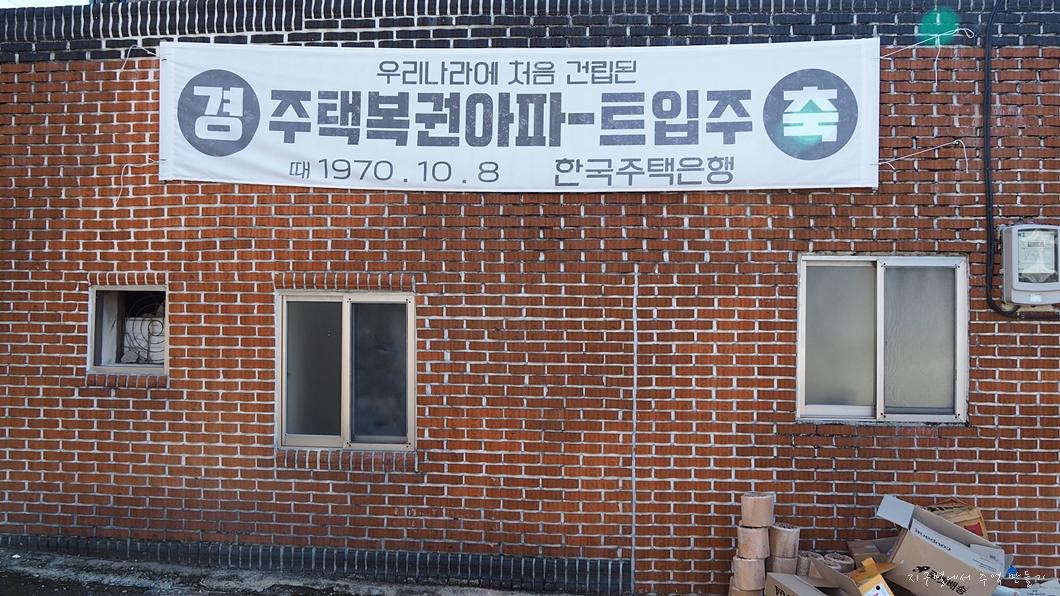 우리나라에 처음 건립된
경 주택복권아파-트입주 축
때 1970.10.8 한국주택은행
coupang